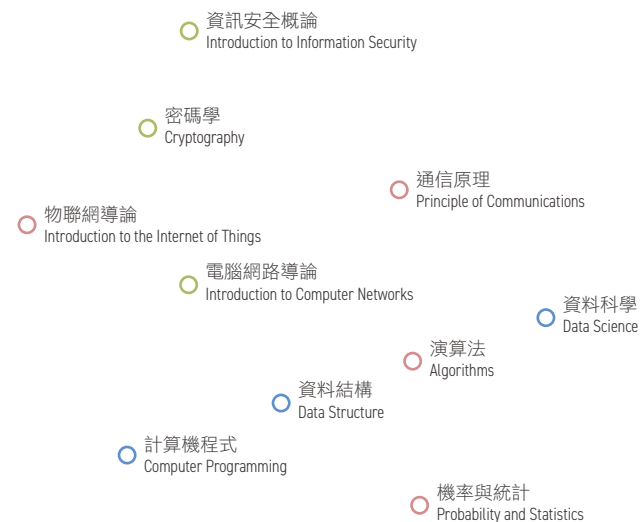 資訊安全概論
Introduction to Information Security
密碼學
Cryptography
通信原理
Principle of Communications
物聯網導論
Introduction to the Internet of Things
電腦網路導論
Introduction to Computer Networks
資料科學
Data Science
演算法
Algorithms
資料結構
Data Structure
計算機程式
Computer Programming
機率與統計
Probability and Statistics